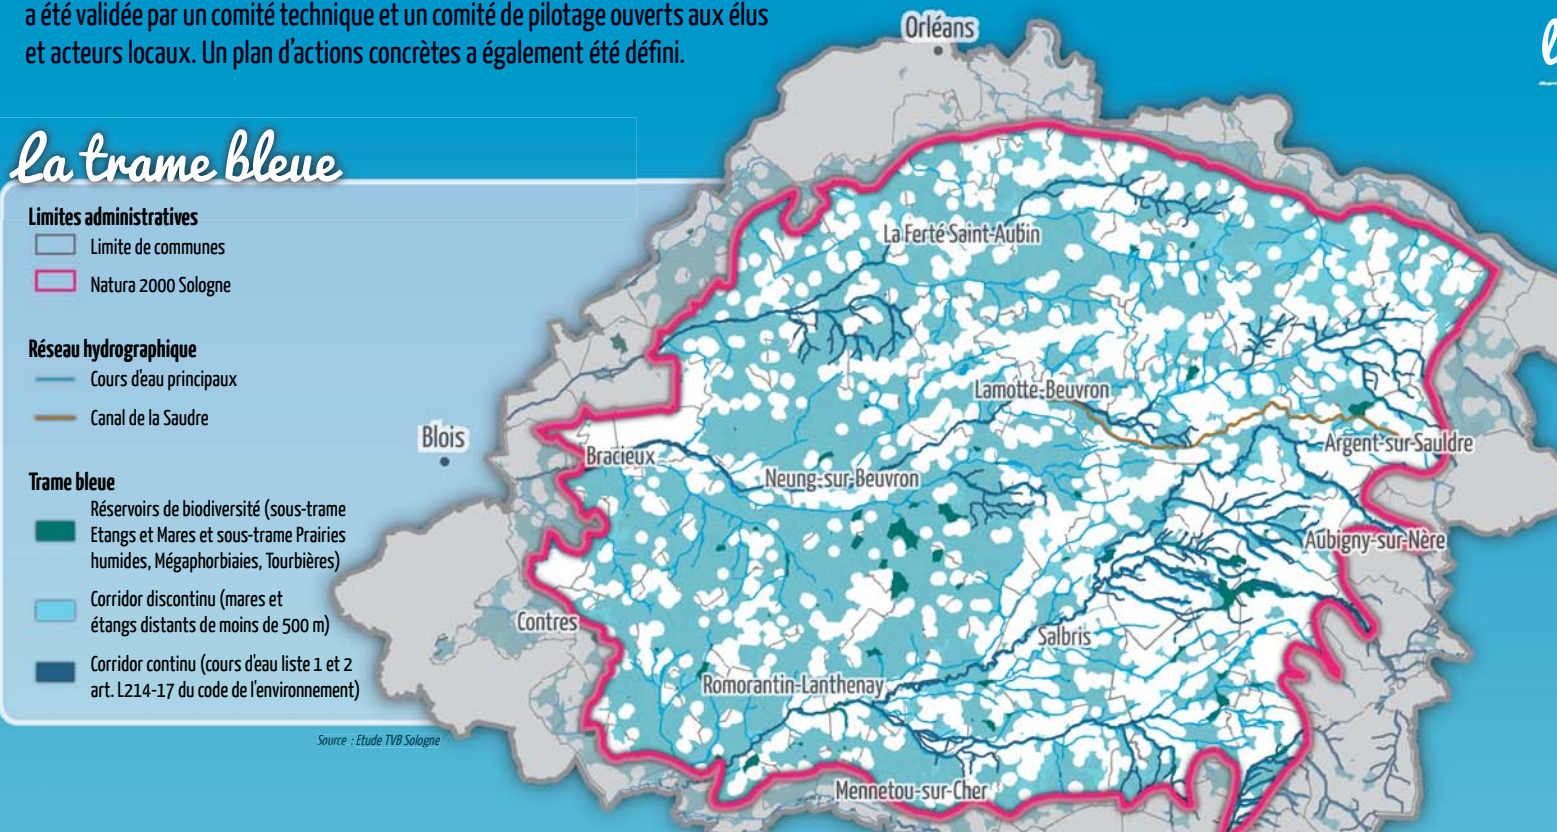 a été validée par un comité technique et un comité de pilotage ouverts aux élus
et acteurs locaux. Un plan d'actions concrètes a également été défini.
La trame bleue
Limites administratives
Limite de communes
Natura 2000 Sologne
Réseau hydrographique
Cours d'eau principaux
Canal de la Saudre
Trame bleue
Réservoirs de biodiversité (sous-trame
Etangs et Mares et sous-trame Prairies
humides, Mégaphorbiaies, Tourbières)
Corridor discontinu (mares et
étangs distants de moins de 500 m)
Corridor continu (cours d'eau liste 1 et 2
art. L214-17 du code de l'environnement)
Source : Etude TVB Sologne
Orléans
La Ferté Saint-Aubin
Lamotte-Beuvron
Blois
Bracieux
Argent-sur-Sauldre
Neung-sur-Beuvron
Aubigny-sur-Nère
Contres
Salbris
Romorantin-Lanthenay
Mennetou-sur-Cher